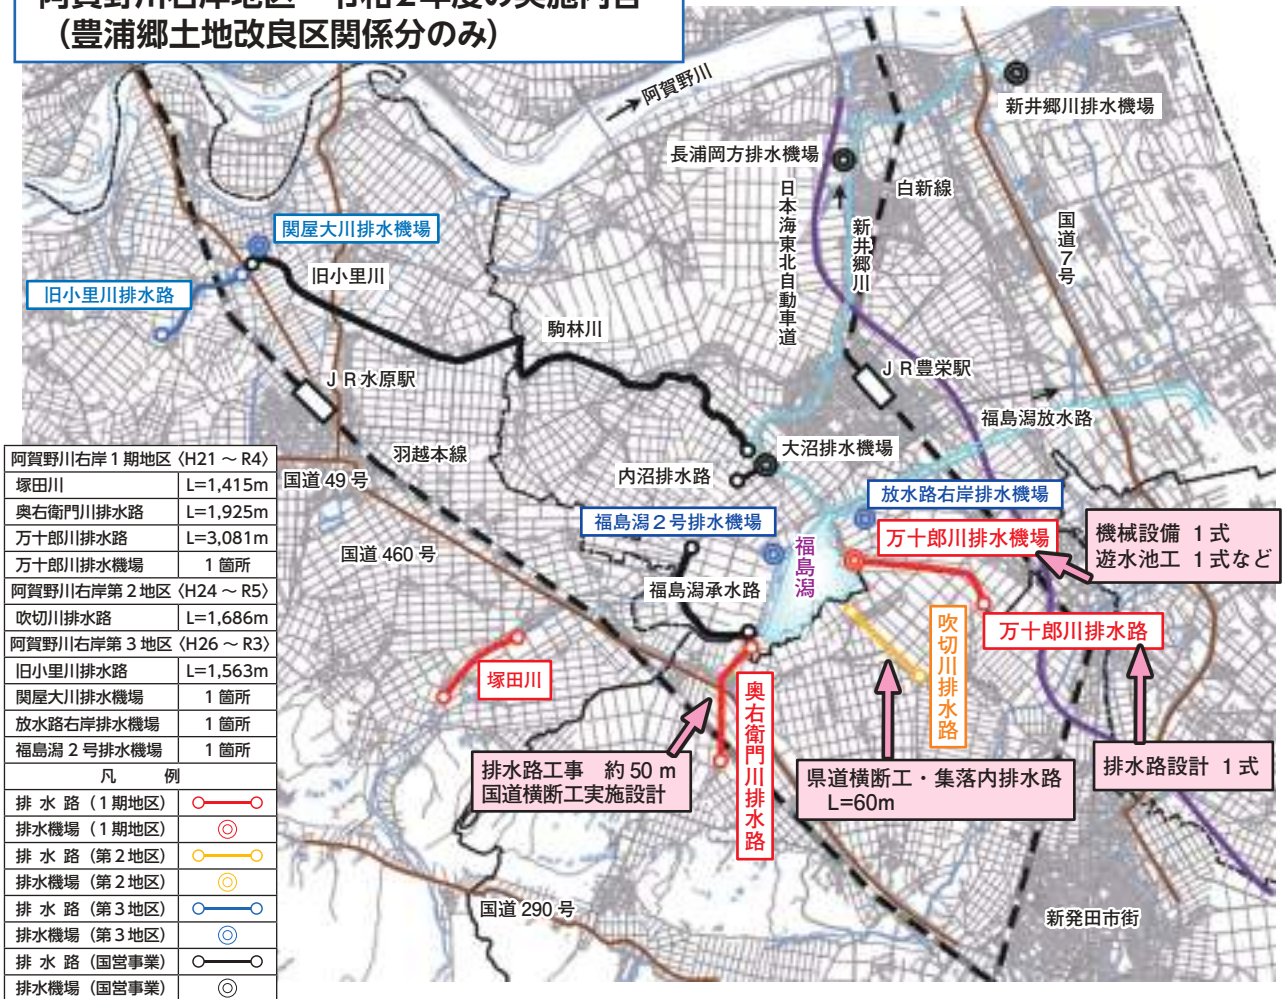 阿賀野川右岸地区 令和2年度の実施内容
（豊浦郷土地改良区関係分のみ）
阿賀野川
新井郷川排水機場
長浦岡方排水機場
白新線
日本海東北自動車道
新井郷川
国道7号
関屋大川排水機場
旧小里川
旧小里川排水路
駒林川
ＪＲ水原駅
ＪＲ豊栄駅
福島潟放水路
羽越本線
大沼排水機場
国道49号
内沼排水路
放水路右岸排水機場
福島潟２号排水機場
万十郎川排水機場
機械設備 1式
遊水池工 1式など
国道460号
福島潟
福島潟承水路
万十郎川排水路
吹切川排水路
塚田川
奥右衛門川排水路
排水路工事 約50m
国道横断工実施設計
県道横断工・集落内排水路
L=60m
排水路設計 1式
国道290号
新発田市街
阿賀野川右岸1期地区〈H21～R4〉
塚田川 L=1,415m
奥右衛門川排水路 L=1,925m
万十郎川排水路 L=3,081m
万十郎川排水機場 1箇所
阿賀野川右岸第2地区〈H24～R5〉
吹切川排水路 L=1,686m
阿賀野川右岸第3地区〈H26～R3〉
旧小里川排水路 L=1,563m
関屋大川排水機場 1箇所
放水路右岸排水機場 1箇所
福島潟2号排水機場 1箇所
凡 例
排水路（1期地区）
排水機場（1期地区）
排水路（第2地区）
排水機場（第2地区）
排水路（第3地区）
排水機場（第3地区）
排水路（国営事業）
排水機場（国営事業）